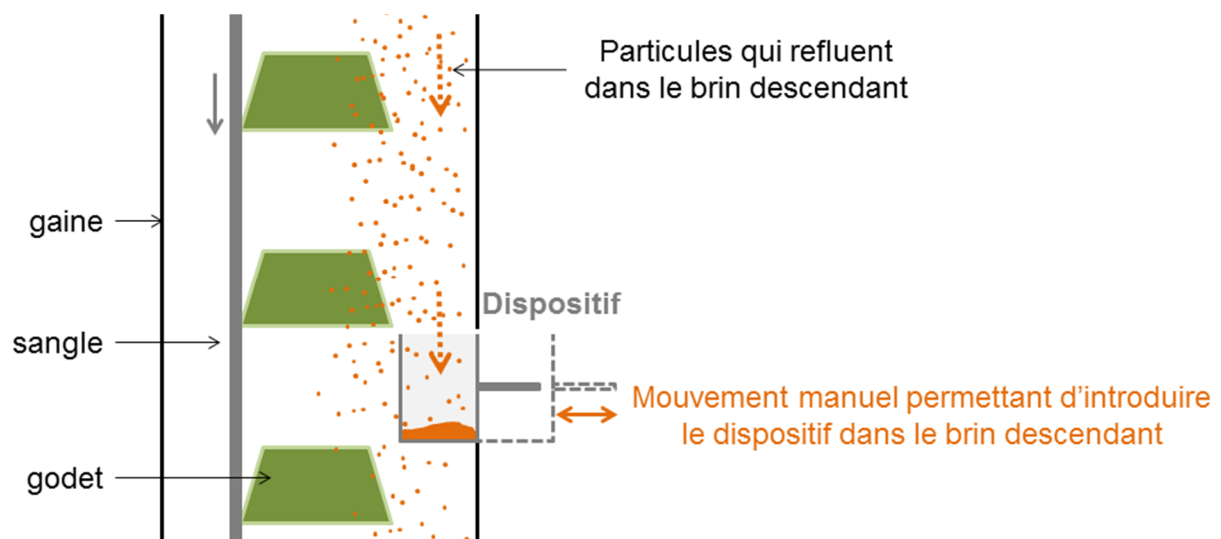 Particules qui refluent
dans le brin descendant
gaine
Dispositif
sangle
Mouvement manuel permettant d’introduire
le dispositif dans le brin descendant
godet